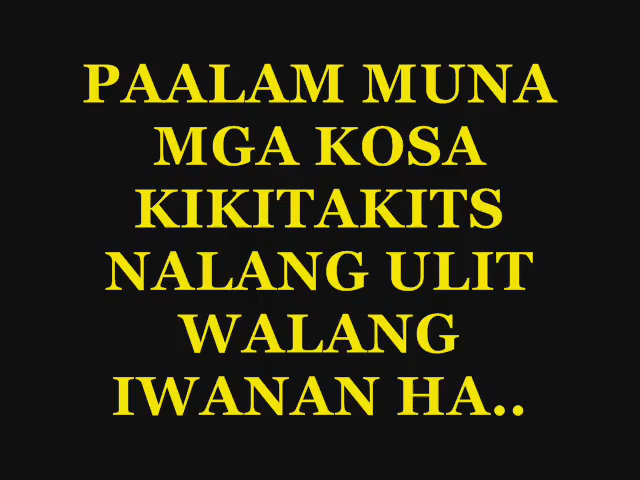 PAALAM MUNA
MGA KOSA
KIKITAKITS
NALANG ULIT
WALANG
IWANAN HA..